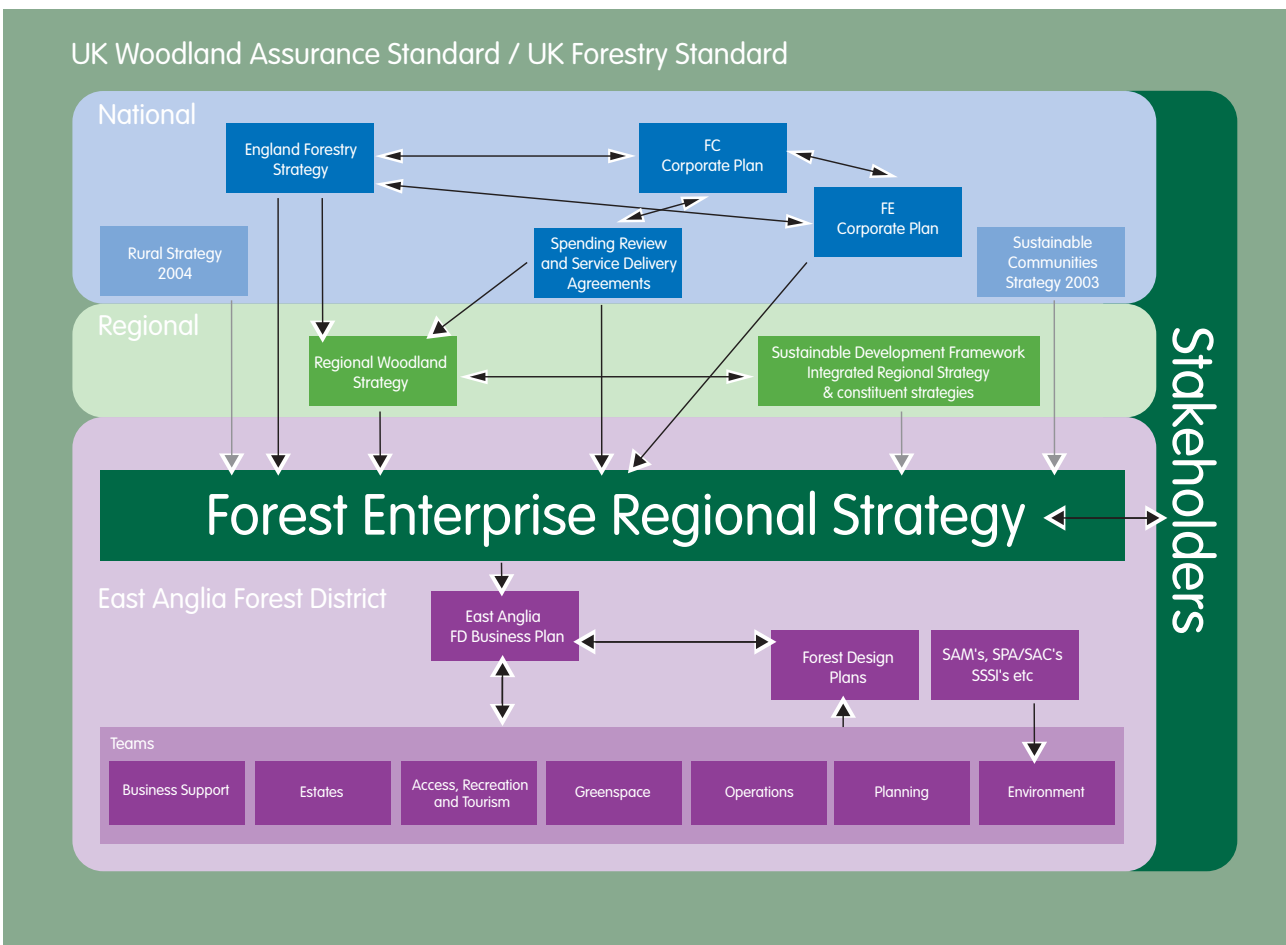 UK Woodland Assurance Standard / UK Forestry Standard
National
England Forestry
Strategy
FC
Corporate Plan
FE
Corporate Plan
Rural Strategy
2004
Spending Review
and Service Delivery
Agreements
Sustainable
Communities
Strategy 2003
Regional
Regional Woodland
Strategy
Sustainable Development Framework
Integrated Regional Strategy
& constituent strategies
Stakeholders
Forest Enterprise Regional Strategy
East Anglia Forest District
East Anglia
FD Business Plan
Forest Design
Plans
SAM's, SPA/SAC's
SSSI's etc
Teams
Business Support
Estates
Access, Recreation
and Tourism
Greenspace
Operations
Planning
Environment